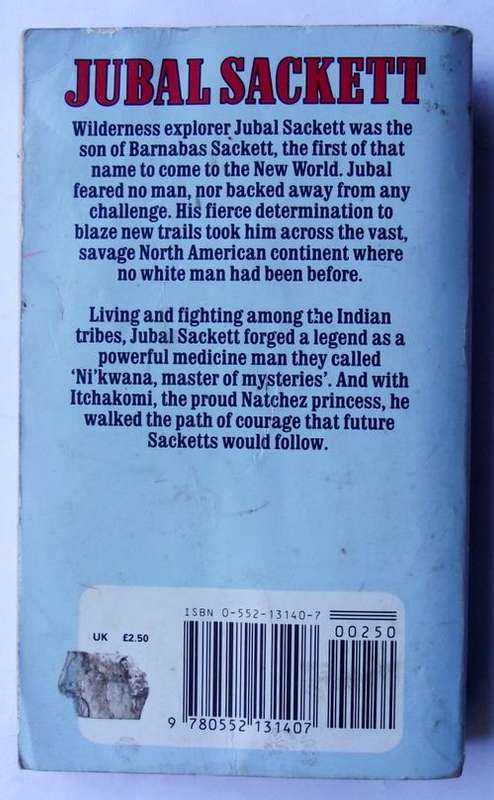 JUBAL SACKETT
Wilderness explorer Jubal Sackett was the
son of Barnabas Sackett, the first of that
name to come to the New World. Jubal
feared no man, nor backed away from any
challenge. His fierce determination to
blaze new trails took him across the vast,
savage North American continent where
no white man had been before.
Living and fighting among the Indian
tribes, Jubal Sackett forged a legend as a
powerful medicine man they called
‘Ni’kwana, master of mysteries’. And with
Itchakomi, the proud Natchez princess, he
walked the path of courage that future
Sacketts would follow.
ISBN 0-552-13140-7
00250
UK £2.50
9 780552 131407